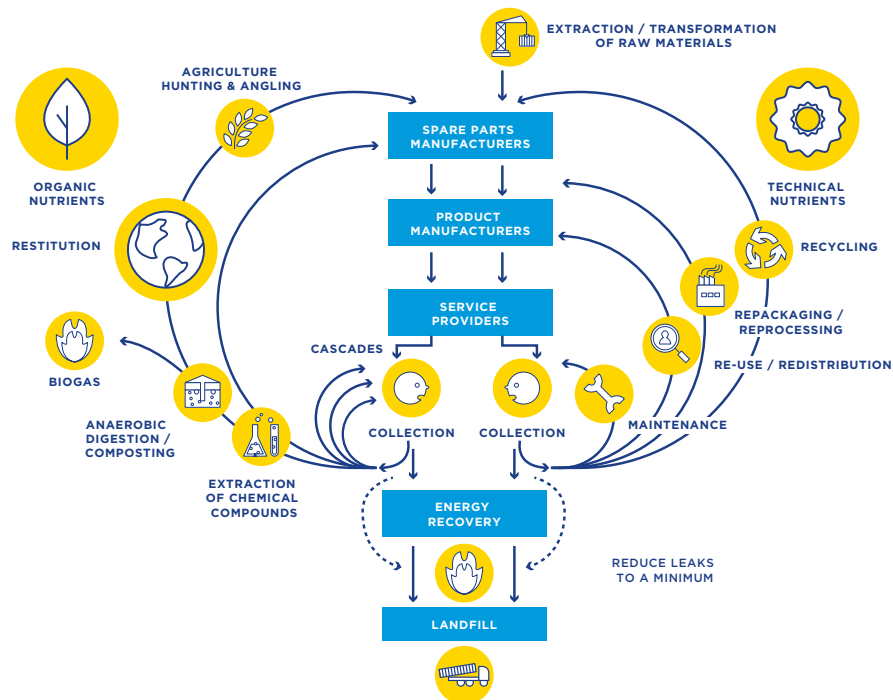 EXTRACTION / TRANSFORMATION
OF RAW MATERIALS
AGRICULTURE
HUNTING & ANGLING
SPARE PARTS
MANUFACTURERS
ORGANIC
NUTRIENTS
TECHNICAL
NUTRIENTS
PRODUCT
MANUFACTURERS
RESTITUTION
RECYCLING
SERVICE
PROVIDERS
REPACKAGING /
REPROCESSING
CASCADES
RE-USE / REDISTRIBUTION
BIOGAS
ANAEROBIC
DIGESTION /
COMPOSTING
COLLECTION
COLLECTION
MAINTENANCE
EXTRACTION
OF CHEMICAL
COMPOUNDS
ENERGY
RECOVERY
REDUCE LEAKS
TO A MINIMUM
LANDFILL